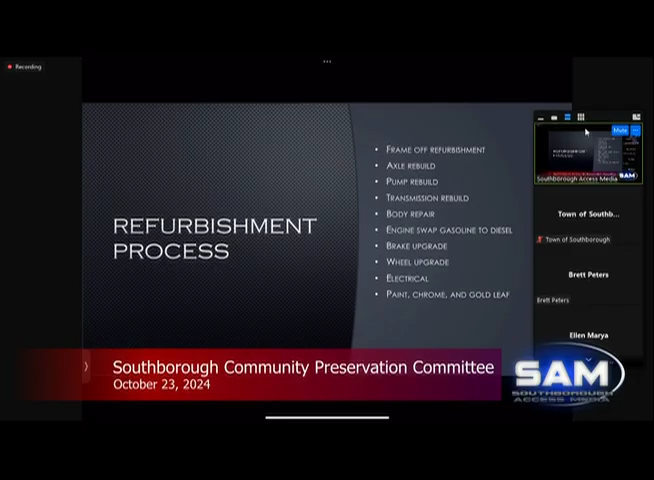 Recording
REFURBISHMENT
PROCESS
• FRAME OFF REFURBISHMENT
• AXLE REBUILD
• PUMP REBUILD
• TRANSMISSION REBUILD
• BODY REPAIR
• ENGINE SWAP GASOLINE TO DIESEL
• BRAKE UPGRADE
• WHEEL UPGRADE
• ELECTRICAL
• PAINT, CHROME, AND GOLD LEAF
Mute
Southborough Access Media
Town of Southb...
Town of Southborough
Brett Peters
Brett Peters
Ellen Marya
Southborough Community Preservation Committee
October 23, 2024
SAM
SOUTHBOROUGH
ACCESS MEDIA